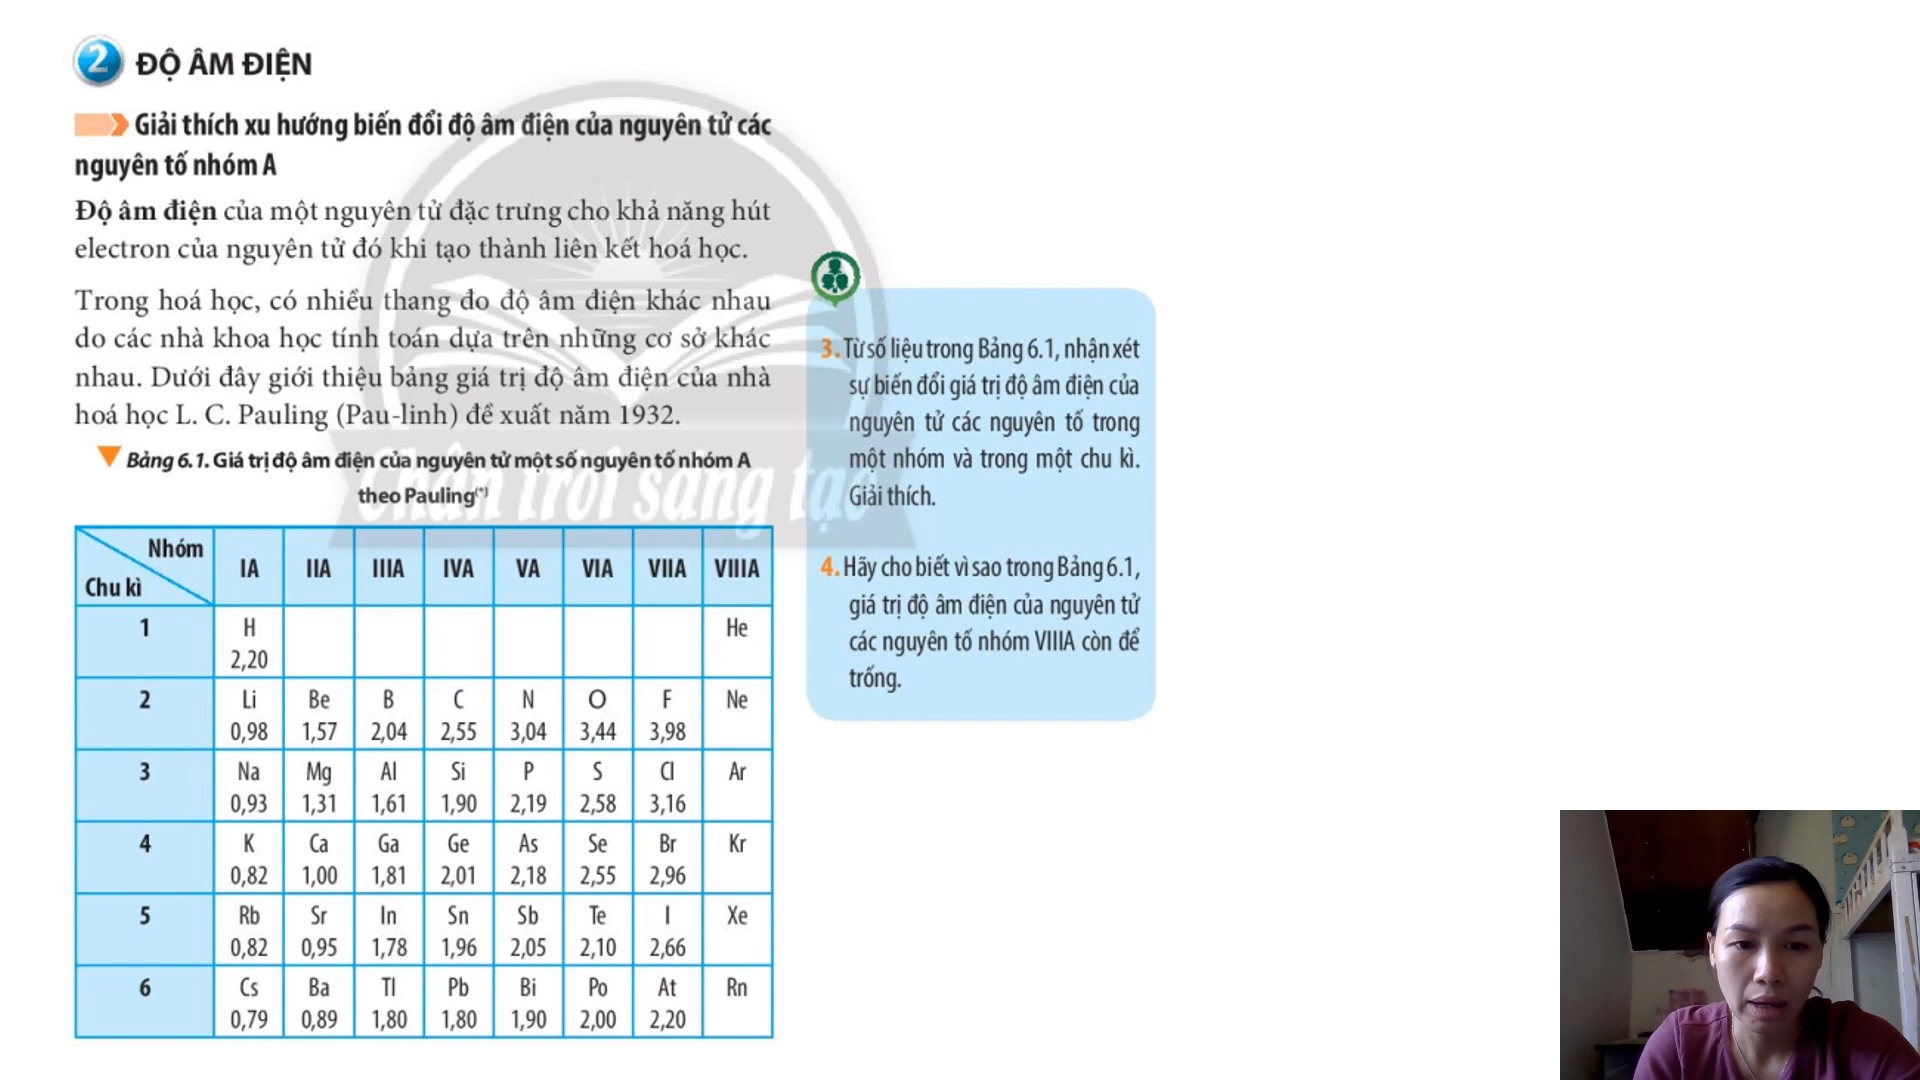 2 ĐỘ ÂM ĐIỆN
Giải thích xu hướng biến đổi độ âm điện của nguyên tử các
nguyên tố nhóm A
Độ âm điện của một nguyên tử đặc trưng cho khả năng hút
electron của nguyên tử đó khi tạo thành liên kết hoá học.
Trong hoá học, có nhiều thang đo độ âm điện khác nhau
do các nhà khoa học tính toán dựa trên những cơ sở khác
nhau. Dưới đây giới thiệu bảng giá trị độ âm điện của nhà
hoá học L. C. Pauling (Pau-linh) đề xuất năm 1932.
Bảng 6.1. Giá trị độ âm điện của nguyên tử một số nguyên tố nhóm A
theo Pauling(*)
Chân trời sáng tạo
Nhóm
Chu kì
IA IIA IIIA IVA VA VIA VIIA VIIIA
1 H He
2,20
2 Li Be B C N O F Ne
0,98 1,57 2,04 2,55 3,04 3,44 3,98
3 Na Mg Al Si P S Cl Ar
0,93 1,31 1,61 1,90 2,19 2,58 3,16
4 K Ca Ga Ge As Se Br Kr
0,82 1,00 1,81 2,01 2,18 2,55 2,96
5 Rb Sr In Sn Sb Te I Xe
0,82 0,95 1,78 1,96 2,05 2,10 2,66
6 Cs Ba Tl Pb Bi Po At Rn
0,79 0,89 1,80 1,80 1,90 2,00 2,20
3. Từ số liệu trong Bảng 6.1, nhận xét
sự biến đổi giá trị độ âm điện của
nguyên tử các nguyên tố trong
một nhóm và trong một chu kì.
Giải thích.
4. Hãy cho biết vì sao trong Bảng 6.1,
giá trị độ âm điện của nguyên tử
các nguyên tố nhóm VIIIA còn để
trống.